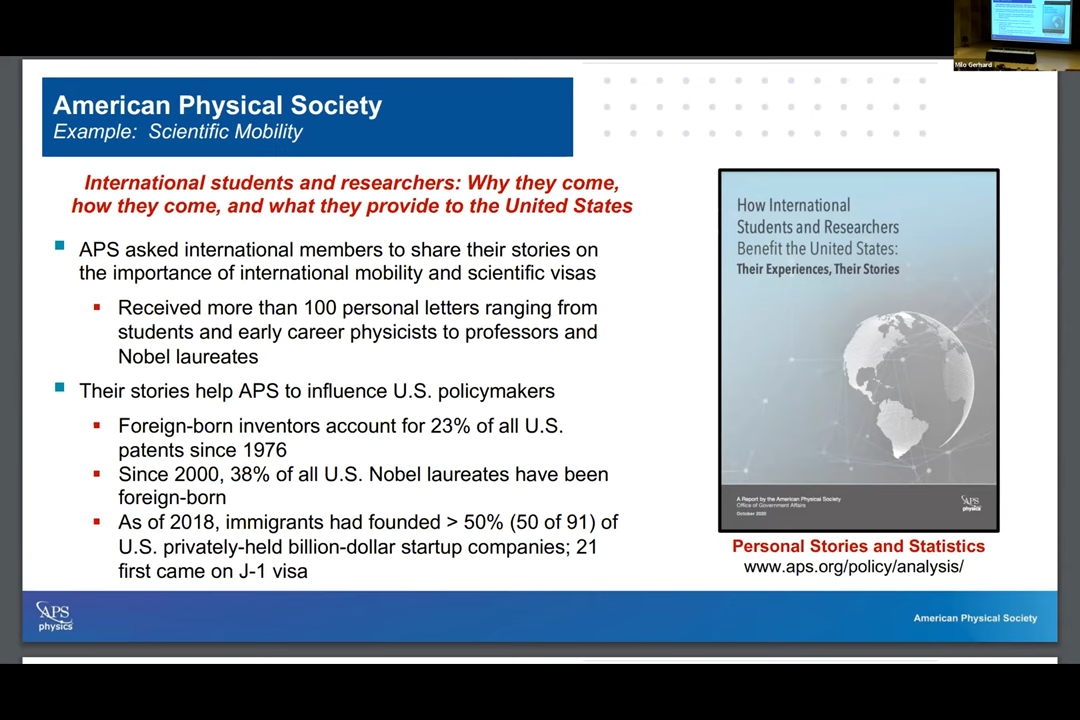 Milo Gerhard
American Physical Society
Example: Scientific Mobility
International students and researchers: Why they come,
how they come, and what they provide to the United States
APS asked international members to share their stories on
the importance of international mobility and scientific visas
Received more than 100 personal letters ranging from
students and early career physicists to professors and
Nobel laureates
Their stories help APS to influence U.S. policymakers
Foreign-born inventors account for 23% of all U.S.
patents since 1976
Since 2000, 38% of all U.S. Nobel laureates have been
foreign-born
As of 2018, immigrants had founded > 50% (50 of 91) of
U.S. privately-held billion-dollar startup companies; 21
first came on J-1 visa
How International
Students and Researchers
Benefit the United States:
Their Experiences, Their Stories
A Report by the American Physical Society
Office of Government Affairs
October 2020
APS
physics
Personal Stories and Statistics
www.aps.org/policy/analysis/
APS
physics
American Physical Society